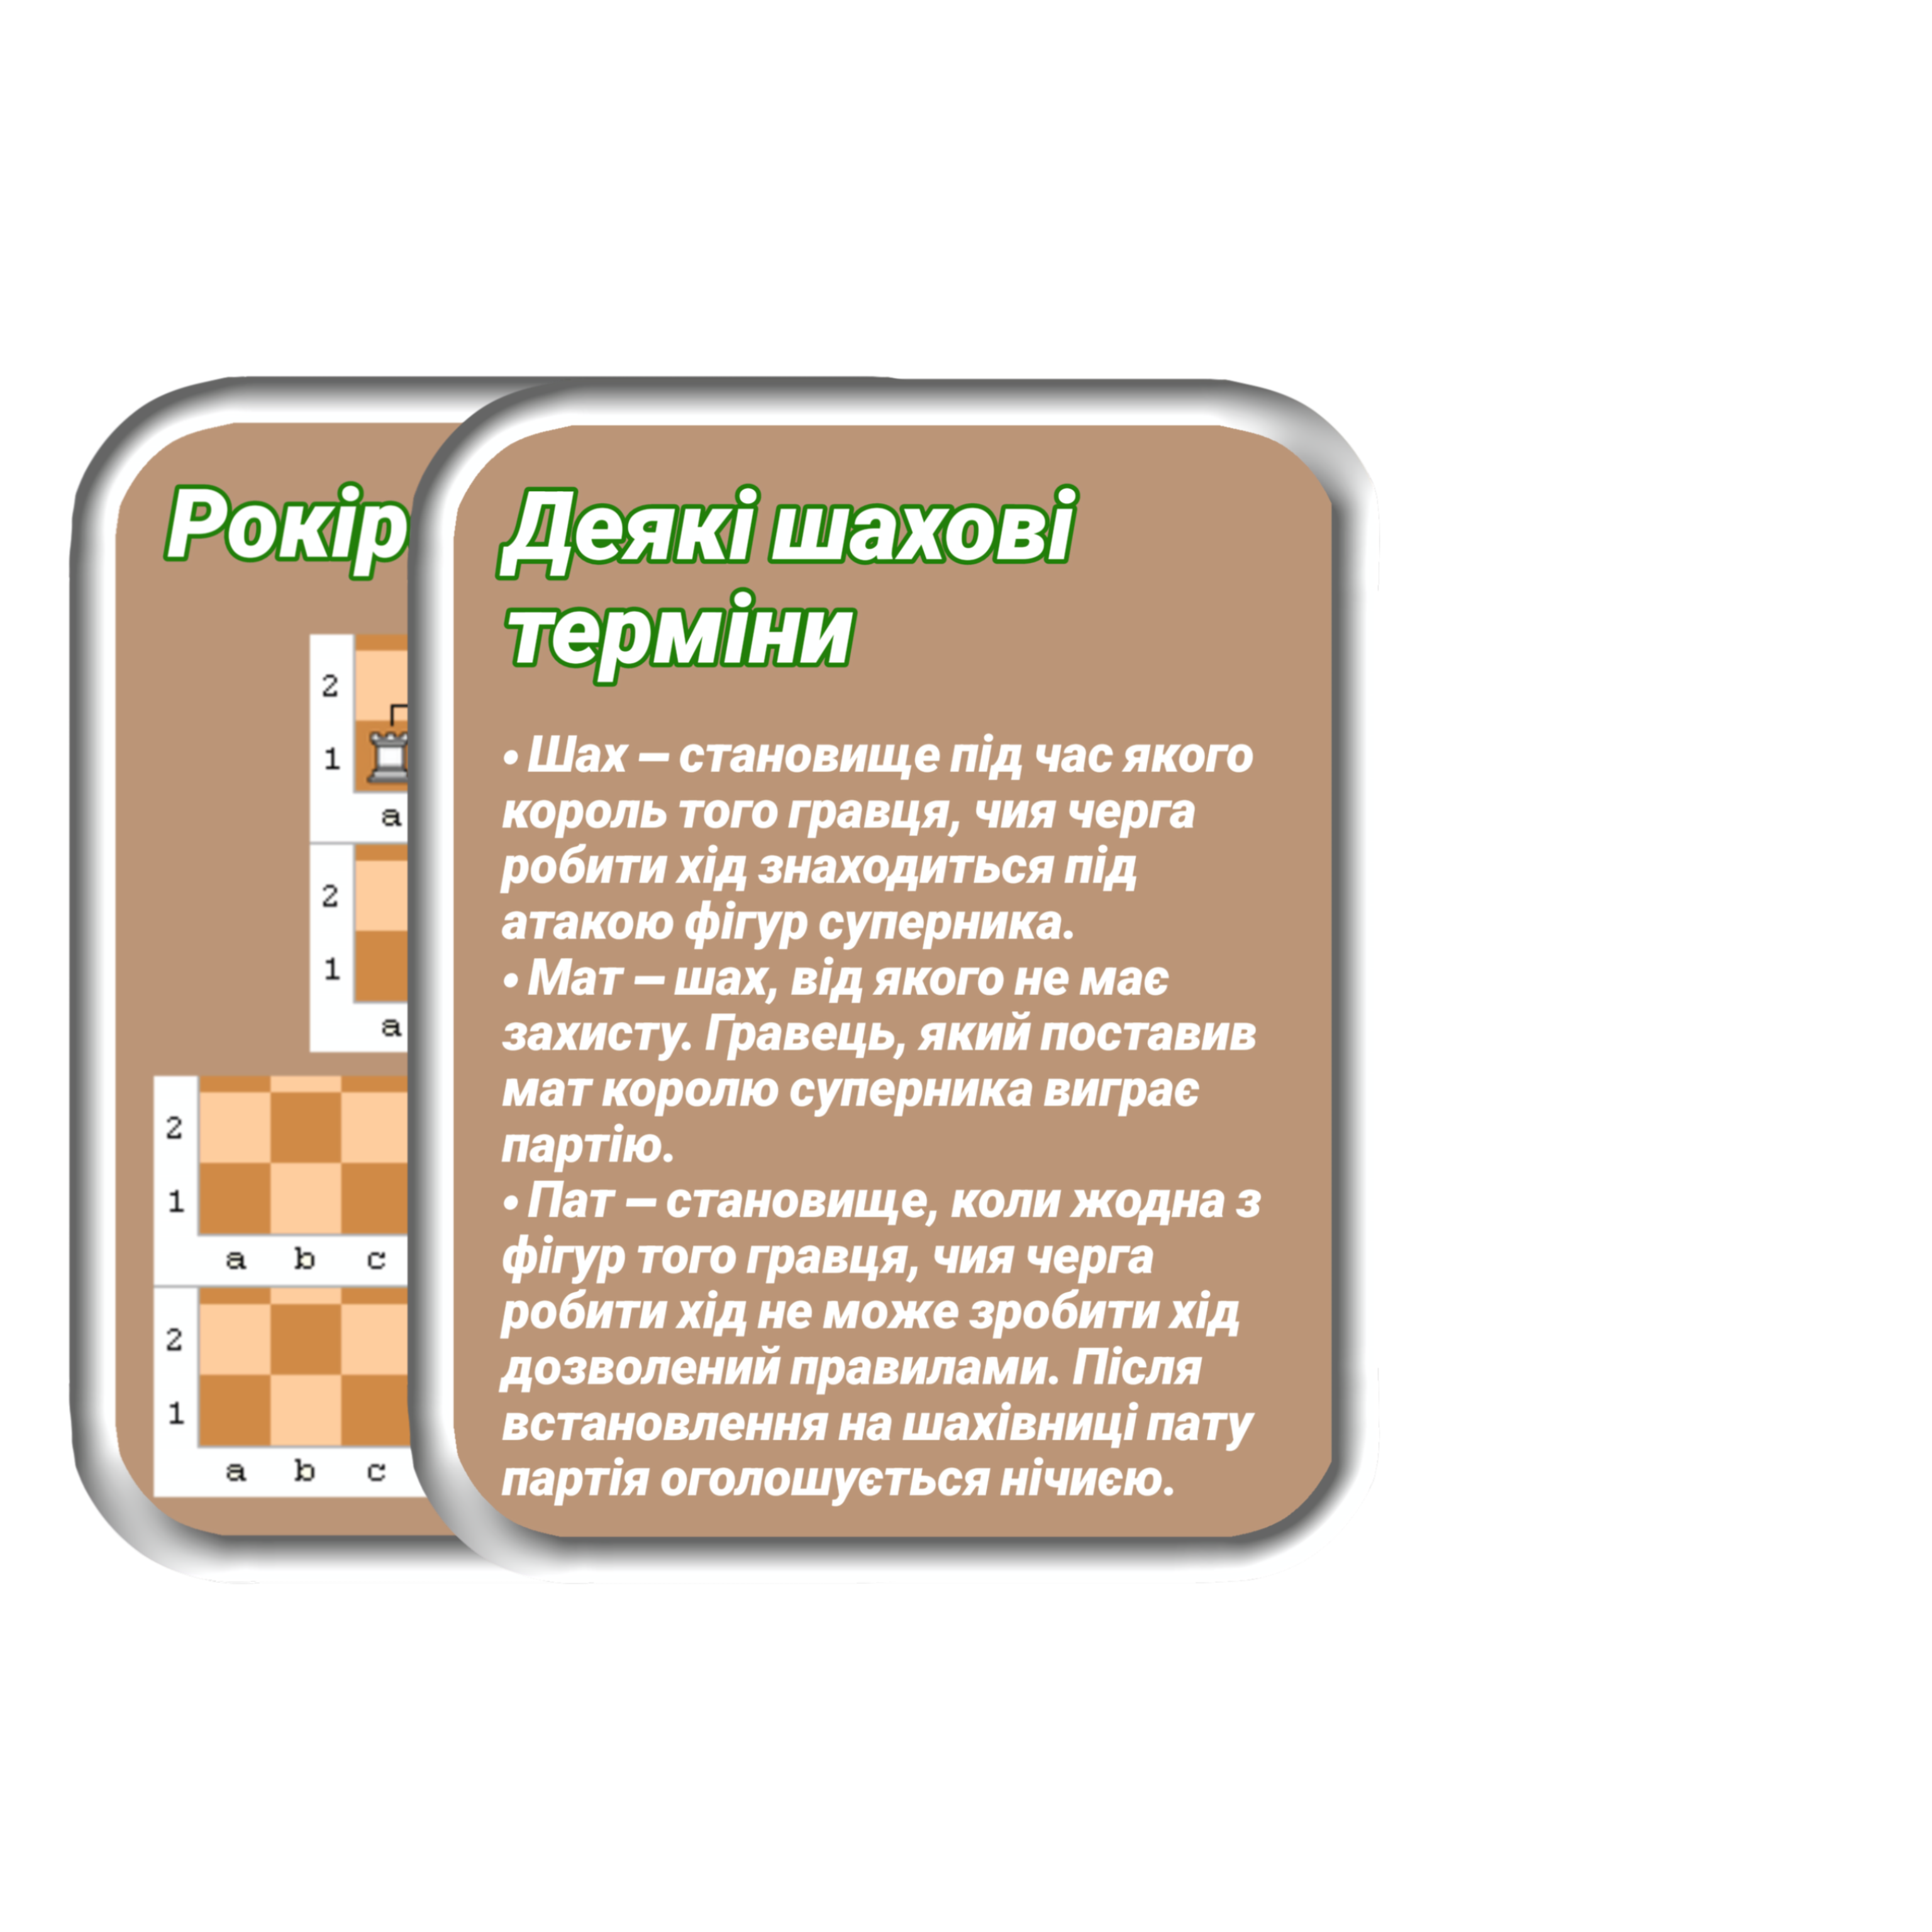 Рокір
2
1
a
2
1
a
2
1
a b c
2
1
a b c
Деякі шахові
терміни
• Шах – становище під час якого
король того гравця, чия черга
робити хід знаходиться під
атакою фігур суперника.
• Мат – шах, від якого не має
захисту. Гравець, який поставив
мат королю суперника виграє
партію.
• Пат – становище, коли жодна з
фігур того гравця, чия черга
робити хід не може зробити хід
дозволений правилами. Після
встановлення на шахівниці пату
партія оголошується нічиєю.